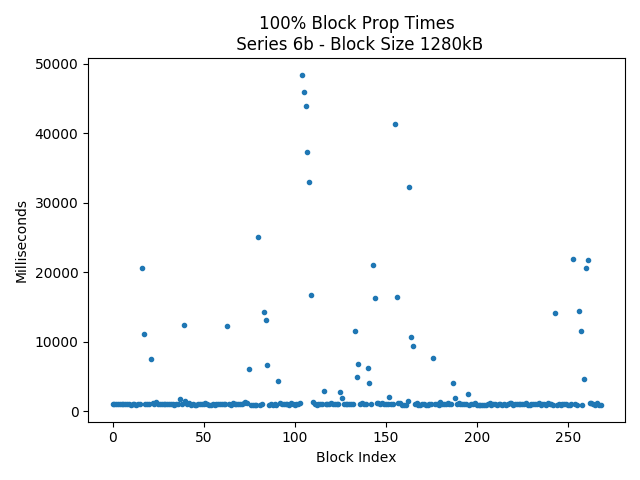 100% Block Prop Times
Series 6b - Block Size 1280kB
50000
40000
30000
20000
10000
0
Milliseconds
0 50 100 150 200 250
Block Index